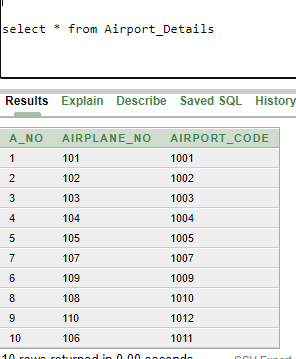 select * from Airport_Details
Results Explain Describe Saved SQL History
A_NO AIRPLANE_NO AIRPORT_CODE
1 101 1001
2 102 1002
3 103 1003
4 104 1004
5 105 1005
7 107 1007
6 109 1009
8 108 1010
9 110 1012
10 106 1011
10 rows returned in 0.00 seconds CSV Export